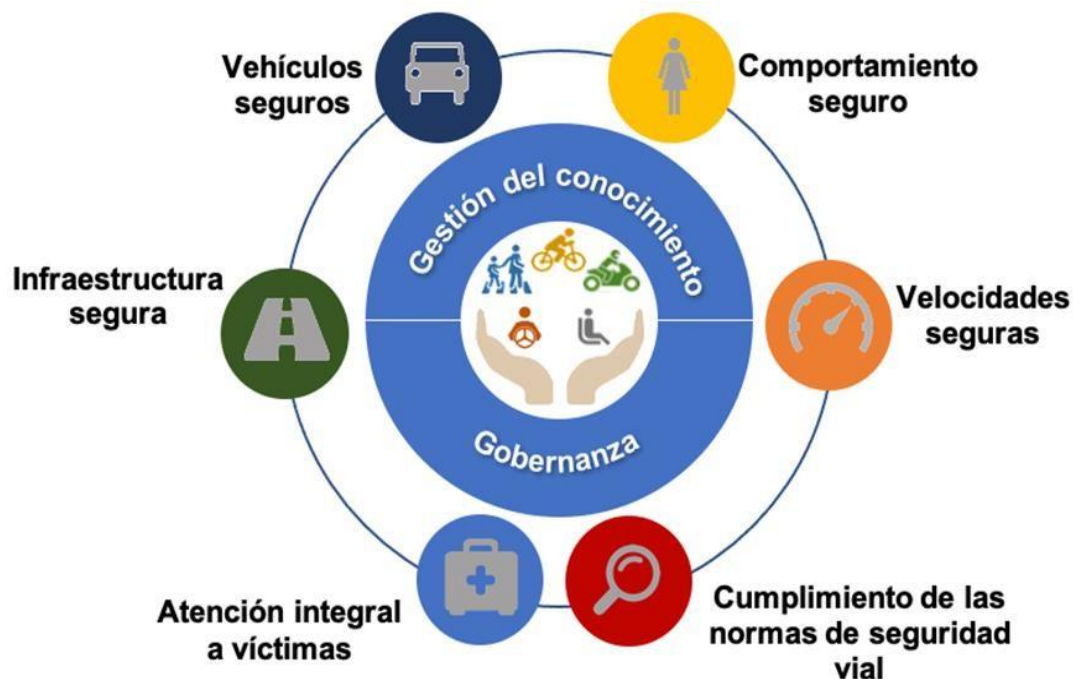 Vehículos
seguros
Comportamiento
seguro
Gestión del conocimiento
Infraestructura
segura
Velocidades
seguras
Gobernanza
Atención integral
a víctimas
Cumplimiento de las
normas de seguridad
vial